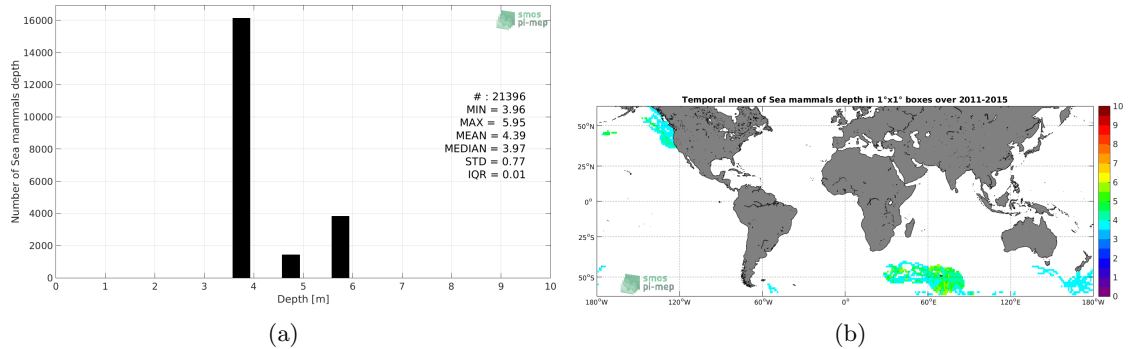 16000
14000
12000
10000
8000
6000
4000
2000
0
Number of Sea mammals depth
smos
pi-mep
# : 21396
MIN = 3.96
MAX = 5.95
MEAN = 4.39
MEDIAN = 3.97
STD = 0.77
IQR = 0.01
0 1 2 3 4 5 6 7 8 9 10
Depth [m]
(a)
Temporal mean of Sea mammals depth in 1°x1° boxes over 2011-2015
50°N
25°N
0°
25°S
50°S
smos
pi-mep
180°W 120°W 60°W 0° 60°E 120°E 180°W
10
9
8
7
6
5
4
3
2
1
0
(b)